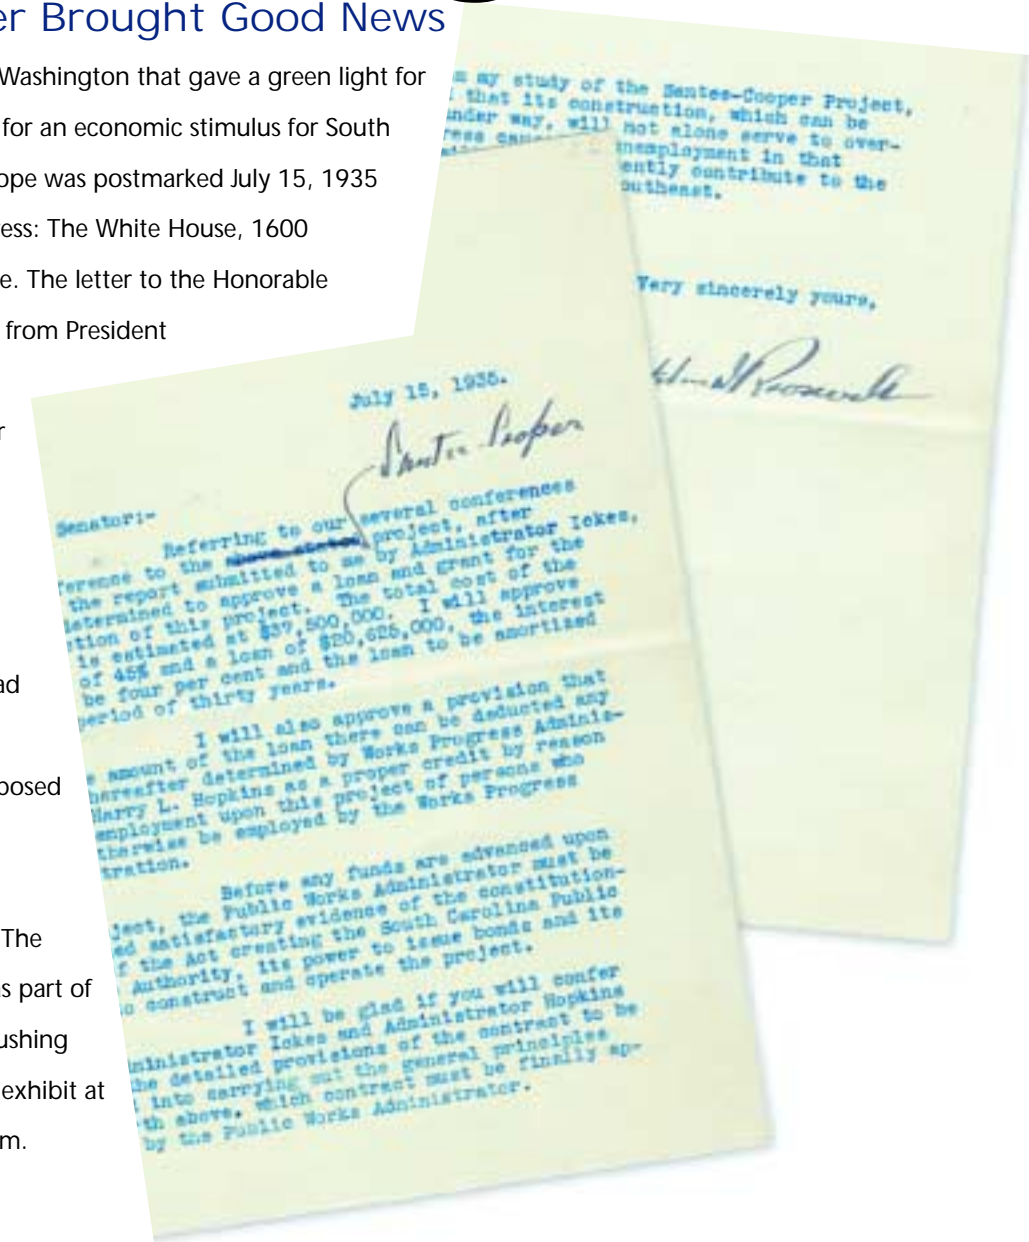 er Brought Good News
Washington that gave a green light for
for an economic stimulus for South
ope was postmarked July 15, 1935
ress: The White House, 1600
e. The letter to the Honorable
from President
r
ad
posed
The
as part of
ushing
exhibit at
m.
m my study of the Santee-Cooper Project,
that its construction, which can be
under way, will not alone serve to over-
ress unemployment in that
ently contribute to the
outheast.
Very sincerely yours,
Roosevelt
July 15, 1935.
Santee Cooper
Senator:-
Referring to our several conferences
erence to the project, after
the report submitted to me by Administrator Ickes,
etermined to approve a loan and grant for the
tion of this project. The total cost of the
is estimated at $37,500,000. I will approve
of 45% and a loan of $20,625,000, the interest
be four per cent and the loan to be amortized
period of thirty years.
I will also approve a provision that
e amount of the loan there can be deducted any
hereafter determined by Works Progress Adminis-
Harry L. Hopkins as a proper credit by reason
employment upon this project of persons who
therwise be employed by the Works Progress
tration.
Before any funds are advanced upon
ject, the Public Works Administrator must be
ed satisfactory evidence of the constitution-
f the Act creating the South Carolina Public
Authority, its power to issue bonds and its
o construct and operate the project.
I will be glad if you will confer
ministrator Ickes and Administrator Hopkins
he detailed provisions of the contract to be
into carrying out the general principles
th above, which contract must be finally ap-
by the Public Works Administrator.